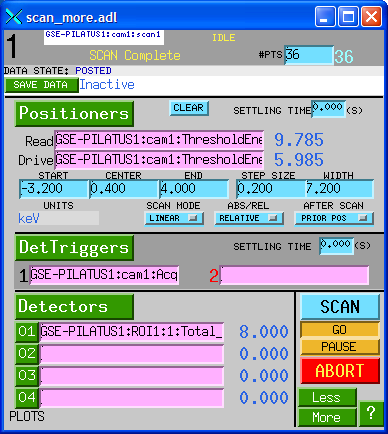 scan_more.adl
1
GSE-PILATUS1:cam1:scan1
IDLE
SCAN Complete
#PTS 36 36
DATA STATE: POSTED
SAVE DATA Inactive
Positioners CLEAR SETTLING TIME 0.000 (S)
Read GSE-PILATUS1:cam1:ThresholdEne 9.785
Drive GSE-PILATUS1:cam1:ThresholdEne 5.985
START CENTER END STEP SIZE WIDTH
-3.200 0.400 4.000 0.200 7.200
UNITS SCAN MODE ABS/REL AFTER SCAN
keV LINEAR RELATIVE PRIOR POS
DetTriggers SETTLING TIME 0.000 (S)
1 GSE-PILATUS1:cam1:Acq 2
Detectors SCAN
01 GSE-PILATUS1:ROI1:1:Total_ 8.000 GO
02 0.000 PAUSE
03 0.000 ABORT
04 0.000 Less
PLOTS More ?